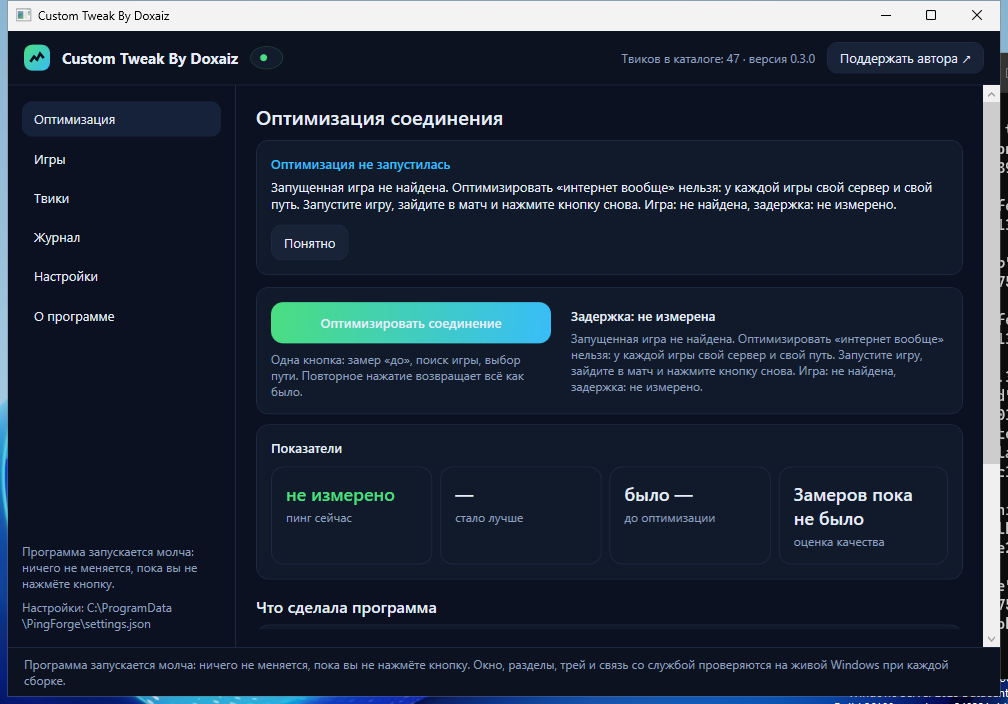 Custom Tweak By Doxaiz
Custom Tweak By Doxaiz
Твиков в каталоге: 47 · версия 0.3.0
Поддержать автора ↗
Оптимизация
Игры
Твики
Журнал
Настройки
О программе
Программа запускается молча:
ничего не меняется, пока вы не
нажмёте кнопку.
Настройки: C:\ProgramData
\PingForge\settings.json
Оптимизация соединения
Оптимизация не запустилась
Запущенная игра не найдена. Оптимизировать «интернет вообще» нельзя: у каждой игры свой сервер и свой
путь. Запустите игру, зайдите в матч и нажмите кнопку снова. Игра: не найдена, задержка: не измерено.
Понятно
Оптимизировать соединение
Одна кнопка: замер «до», поиск игры, выбор
пути. Повторное нажатие возвращает всё как
было.
Задержка: не измерена
Запущенная игра не найдена. Оптимизировать «интернет вообще»
нельзя: у каждой игры свой сервер и свой путь. Запустите игру,
зайдите в матч и нажмите кнопку снова. Игра: не найдена,
задержка: не измерено.
Показатели
не измерено
пинг сейчас
—
стало лучше
было —
до оптимизации
Замеров пока
не было
оценка качества
Что сделала программа
Программа запускается молча: ничего не меняется, пока вы не нажмёте кнопку. Окно, разделы, трей и связь со службой проверяются на живой Windows при каждой
сборке.